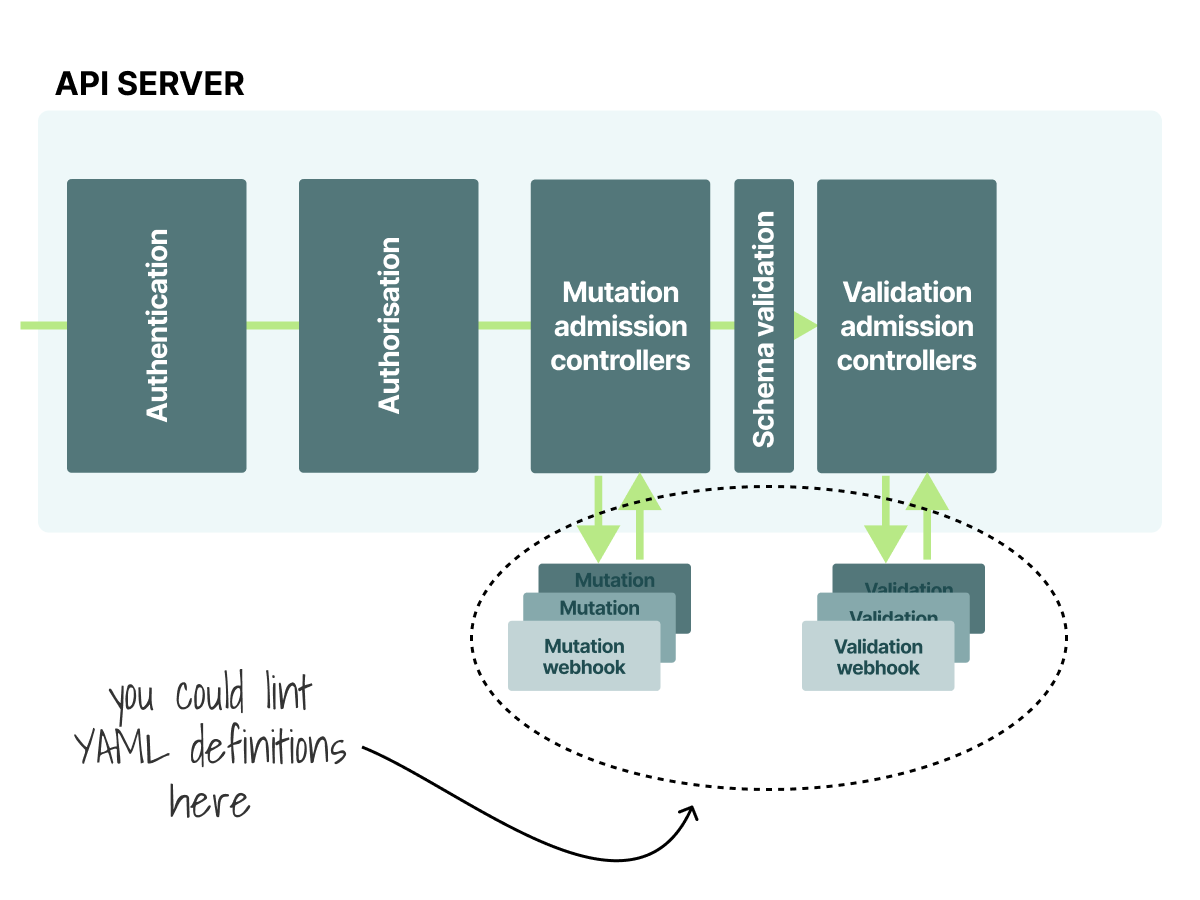 API SERVER
Authentication
Authorisation
Mutation
admission
controllers
Schema validation
Validation
admission
controllers
Mutation
Mutation
Mutation
webhook
Validation
Validation
Validation
webhook
you could lint
YAML definitions
here